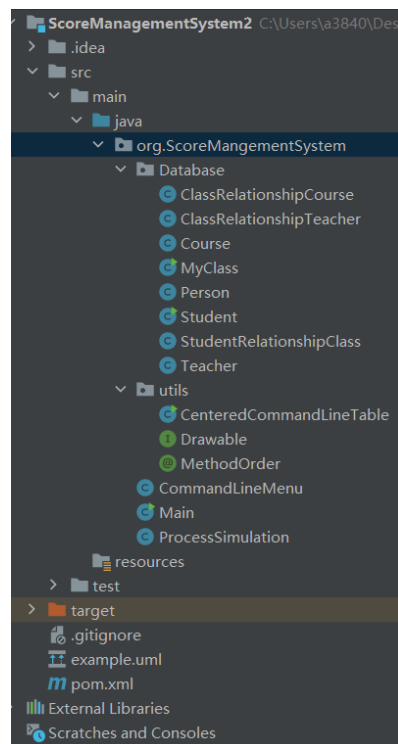 ScoreManagementSystem2 C:\Users\a3840\Des
.idea
src
main
java
org.ScoreMangementSystem
Database
ClassRelationshipCourse
ClassRelationshipTeacher
Course
MyClass
Person
Student
StudentRelationshipClass
Teacher
utils
CenteredCommandLineTable
Drawable
MethodOrder
CommandLineMenu
Main
ProcessSimulation
resources
test
target
.gitignore
example.uml
pom.xml
External Libraries
Scratches and Consoles